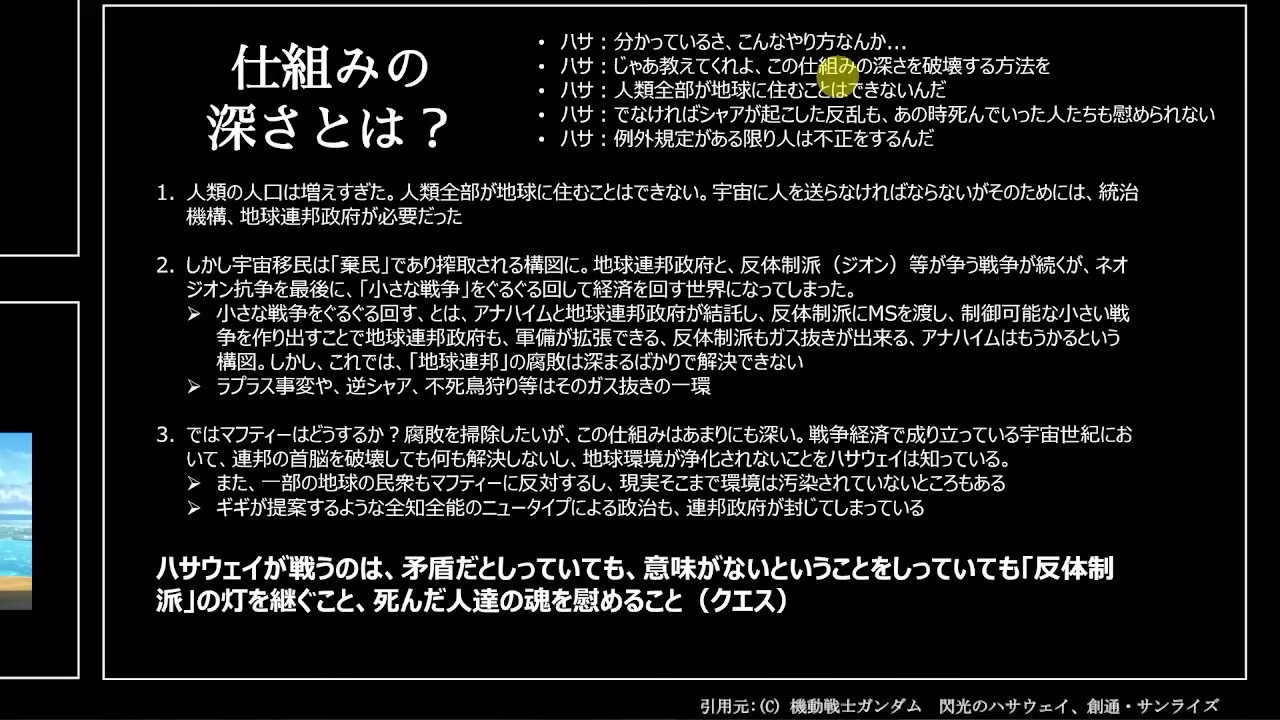 仕組みの
深さとは？
• ハサ：分かっているさ、こんなやり方なんか…
• ハサ：じゃあ教えてくれよ、この仕組みの深さを破壊する方法を
• ハサ：人類全部が地球に住むことはできないんだ
• ハサ：でなければシャアが起こした反乱も、あの時死んでいった人たちも慰められない
• ハサ：例外規定がある限り人は不正をするんだ
1. 人類の人口は増えすぎた。人類全部が地球に住むことはできない。宇宙に人を送らなければならないがそのためには、統治
機構、地球連邦政府が必要だった
2. しかし宇宙移民は「棄民」であり搾取される構図に。地球連邦政府と、反体制派（ジオン）等が争う戦争が続くが、ネオ
ジオン抗争を最後に、「小さな戦争」をぐるぐる回して経済を回す世界になってしまった。
➢ 小さな戦争をぐるぐる回す、とは、アナハイムと地球連邦政府が結託し、反体制派にMSを渡し、制御可能な小さい戦
争を作り出すことで地球連邦政府も、軍備が拡張できる、反体制派もガス抜きが出来る、アナハイムはもうかるという
構図。しかし、これでは、「地球連邦」の腐敗は深まるばかりで解決できない
➢ ラプラス事変や、逆シャア、不死鳥狩り等はそのガス抜きの一環
3. ではマフティーはどうするか？腐敗を掃除したいが、この仕組みはあまりにも深い。戦争経済で成り立っている宇宙世紀にお
いて、連邦の首脳を破壊しても何も解決しないし、地球環境が浄化されないことをハサウェイは知っている。
➢ また、一部の地球の民衆もマフティーに反対するし、現実そこまで環境は汚染されていないところもある
➢ ギギが提案するような全知全能のニュータイプによる政治も、連邦政府が封じてしまっている
ハサウェイが戦うのは、矛盾だとしっていても、意味がないということをしっていても「反体制
派」の灯を継ぐこと、死んだ人達の魂を慰めること（クエス）
引用元：(C) 機動戦士ガンダム　閃光のハサウェイ、創通・サンライズ